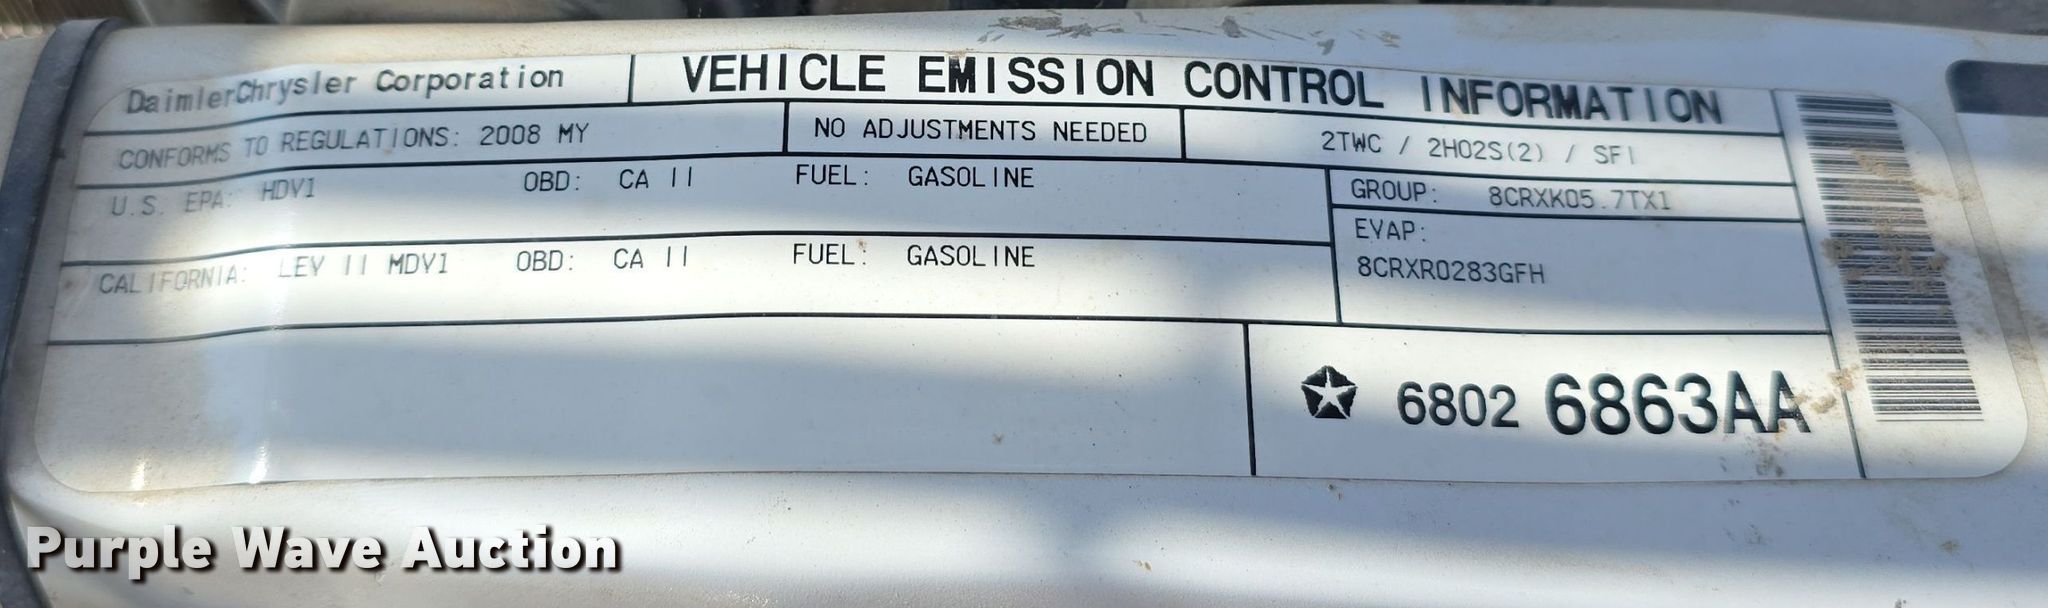 DaimlerChrysler Corporation VEHICLE EMISSION CONTROL INFORMATION
CONFORMS TO REGULATIONS: 2008 MY NO ADJUSTMENTS NEEDED 2TWC / 2HO2S(2) / SFI
U.S. EPA: HDV1 OBD: CA II FUEL: GASOLINE
GROUP: 8CRXK05.7TX1
EVAP:
8CRXR0283GFH
CALIFORNIA: LEV II MDV1 OBD: CA II FUEL: GASOLINE
6802 6863AA
Purple Wave Auction